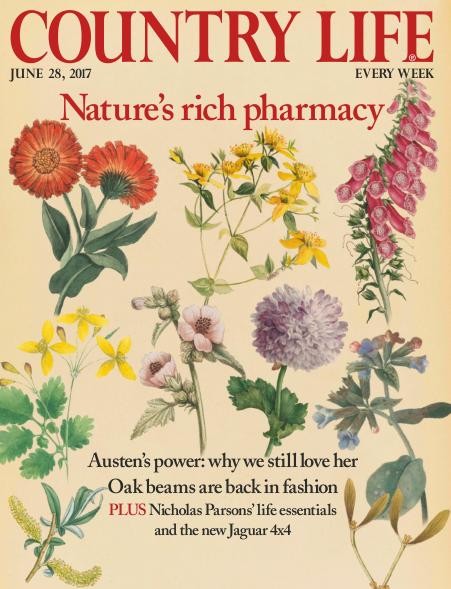 COUNTRY LIFE®
JUNE 28, 2017 EVERY WEEK
Nature's rich pharmacy
Austen's power: why we still love her
Oak beams are back in fashion
PLUS Nicholas Parsons' life essentials
and the new Jaguar 4x4